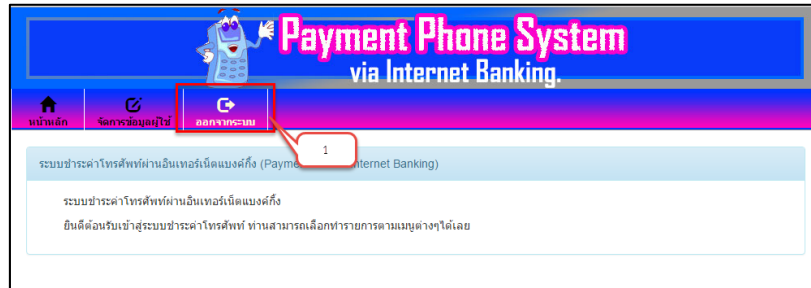 Payment Phone System
via Internet Banking.
หน้าหลัก จัดการข้อมูลผู้ใช้ ออกจากระบบ
1
ระบบชำระค่าโทรศัพท์ผ่านอินเทอร์เน็ตแบงค์กิ้ง (Payme nternet Banking)
ระบบชำระค่าโทรศัพท์ผ่านอินเทอร์เน็ตแบงค์กิ้ง
ยินดีต้อนรับเข้าสู่ระบบชำระค่าโทรศัพท์ ท่านสามารถเลือกทำรายการตามเมนูต่างๆได้เลย